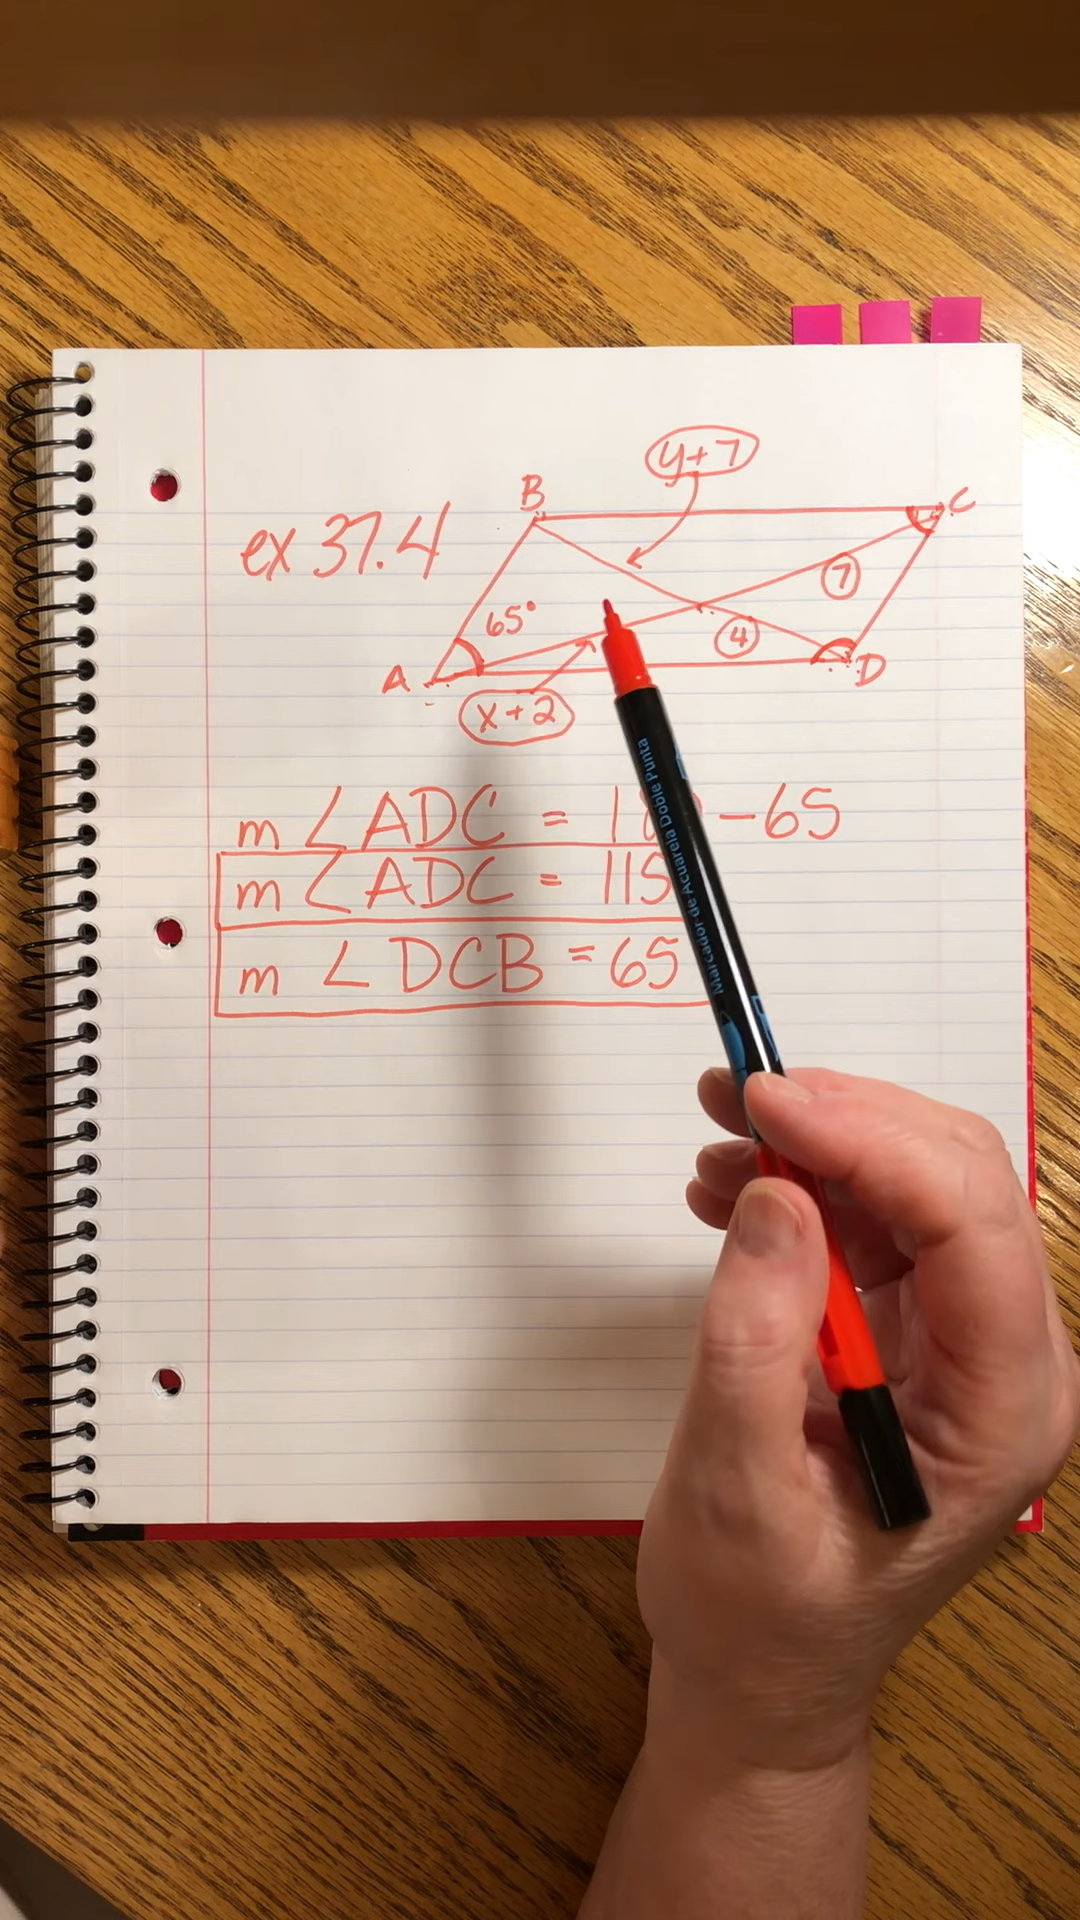 y+7
B
C
ex 37.4
7
65°
4
A
D
x+2
m∠ADC = 180-65
m∠ADC = 115
m∠DCB = 65
Marcador de Acuarela Doble Punta